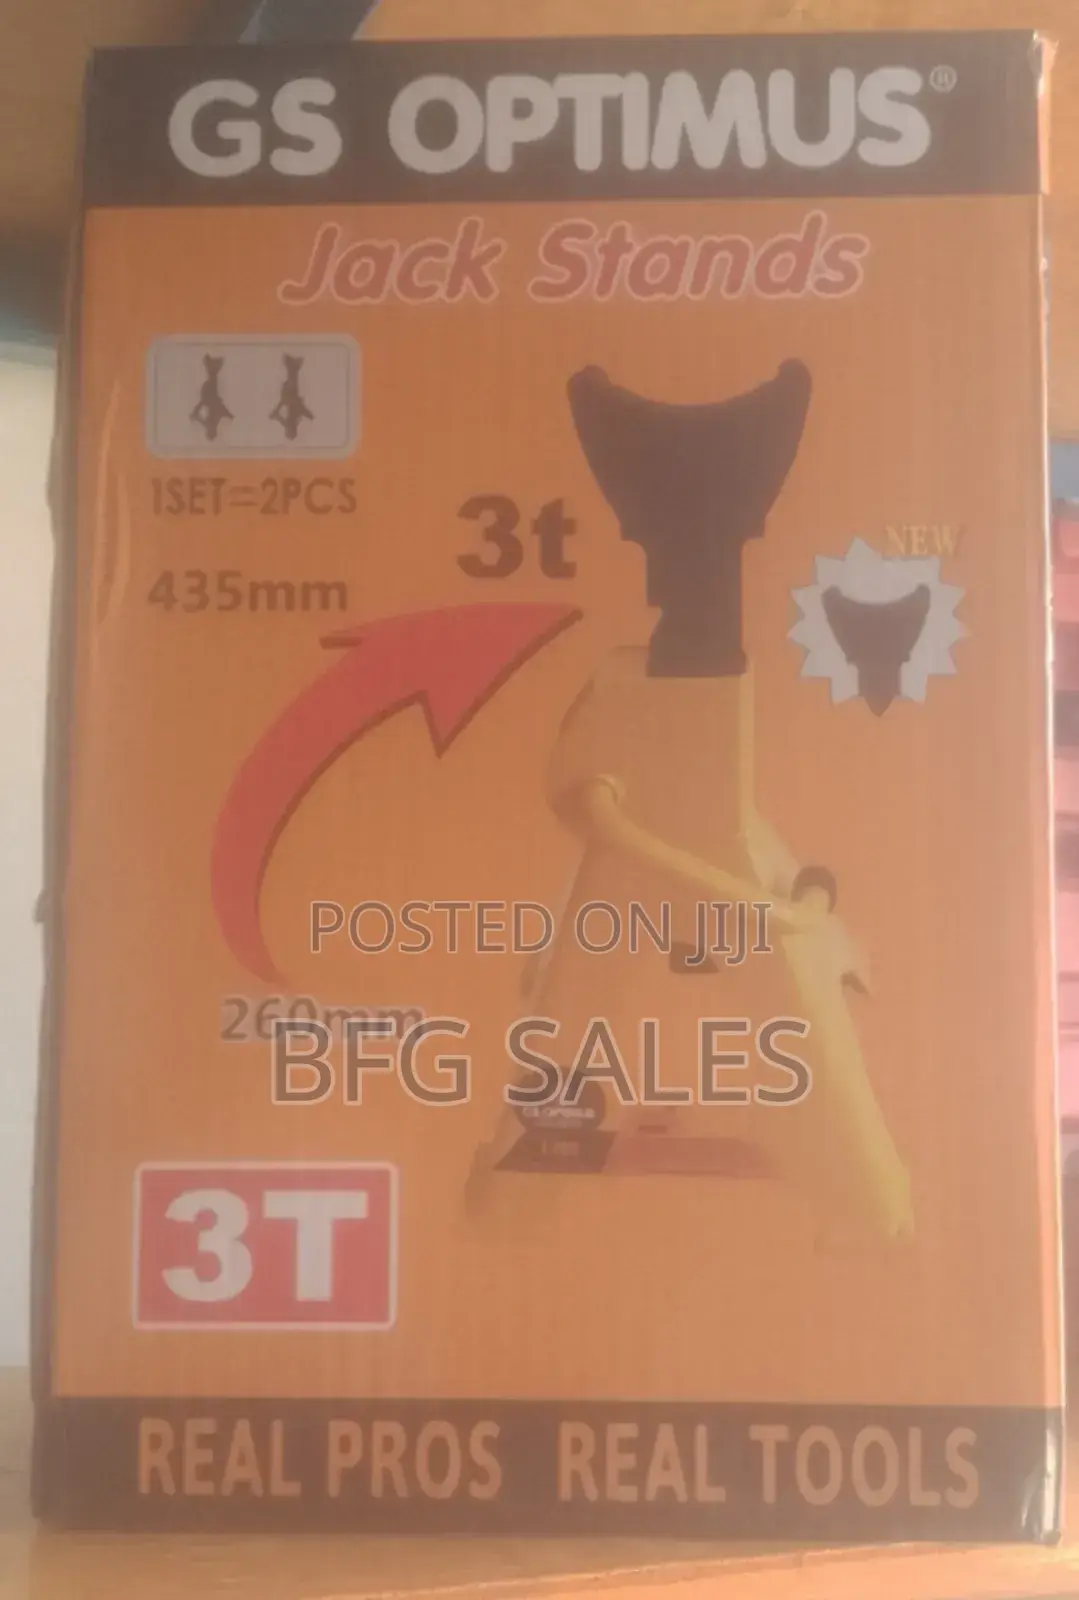 GS OPTIMUS®
Jack Stands
1SET=2PCS
3t
NEW
435mm
POSTED ON JIJI
260mm
BFG SALES
3T
REAL PROS REAL TOOLS